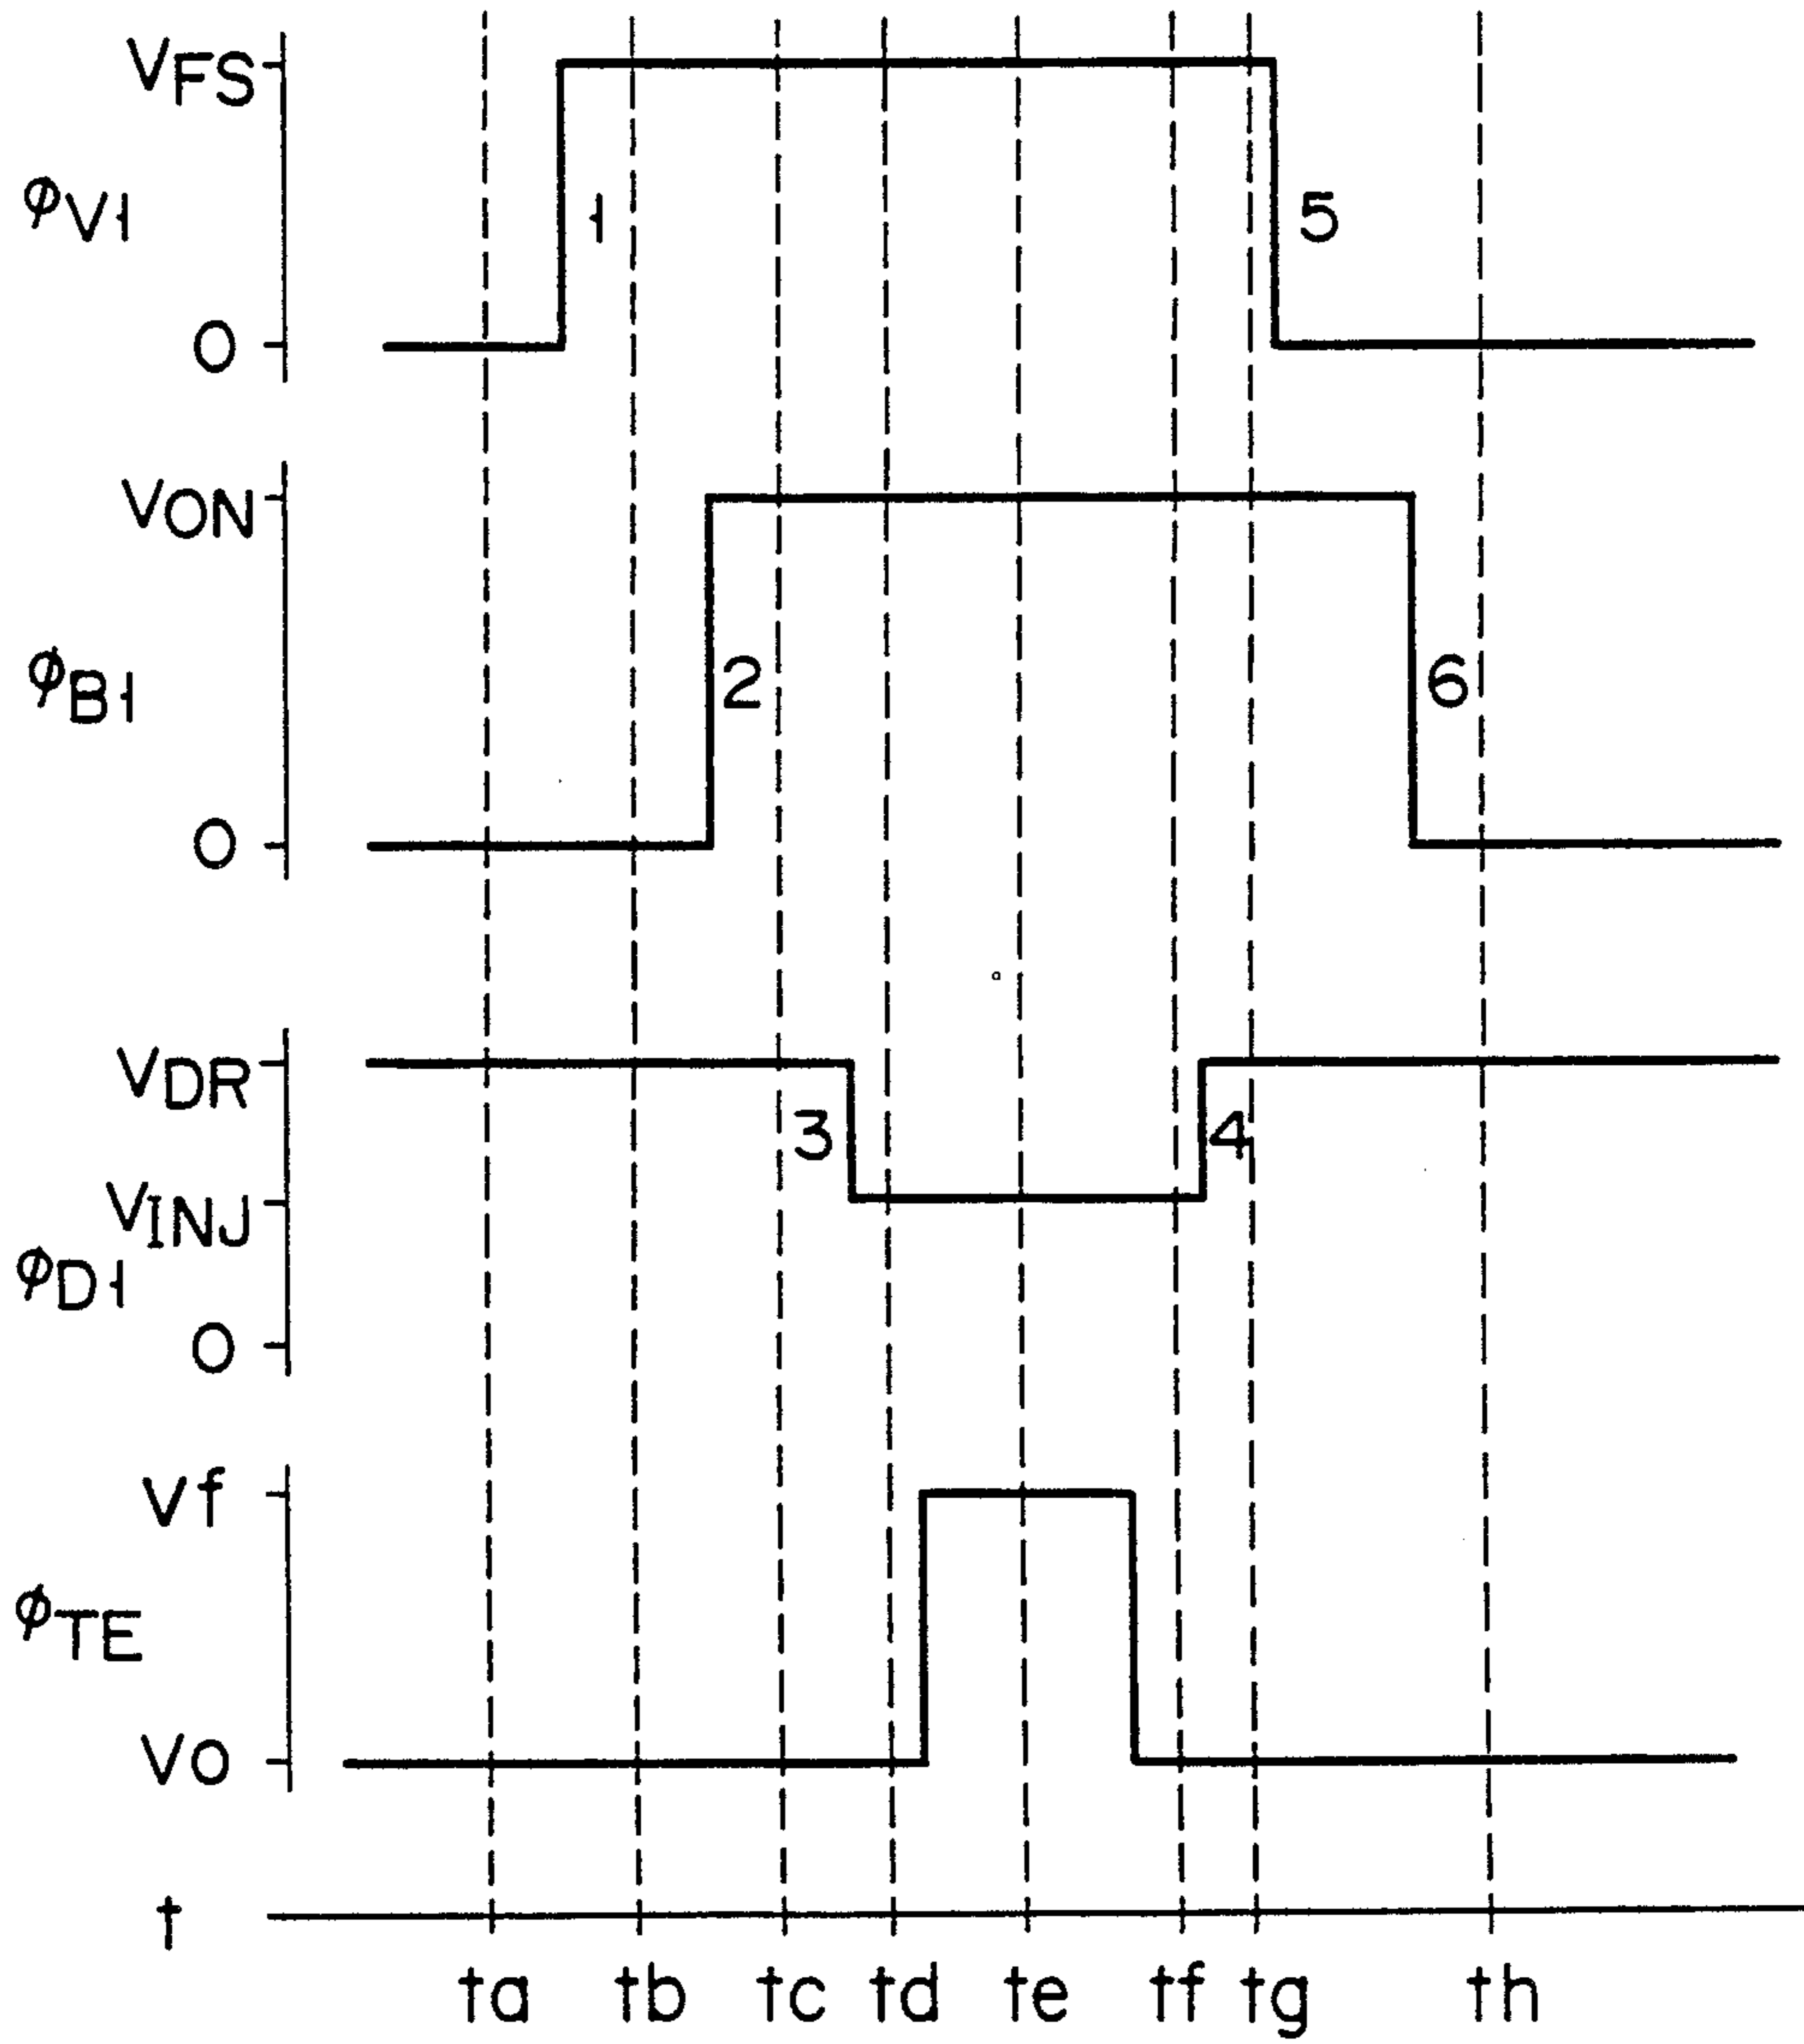 VFS
φV1
1
5
0
VON
φB1
2
6
0
VDR
3
4
VINJ
φD1
0
Vf
φTE
Vo
t
ta tb tc td te tf tg th